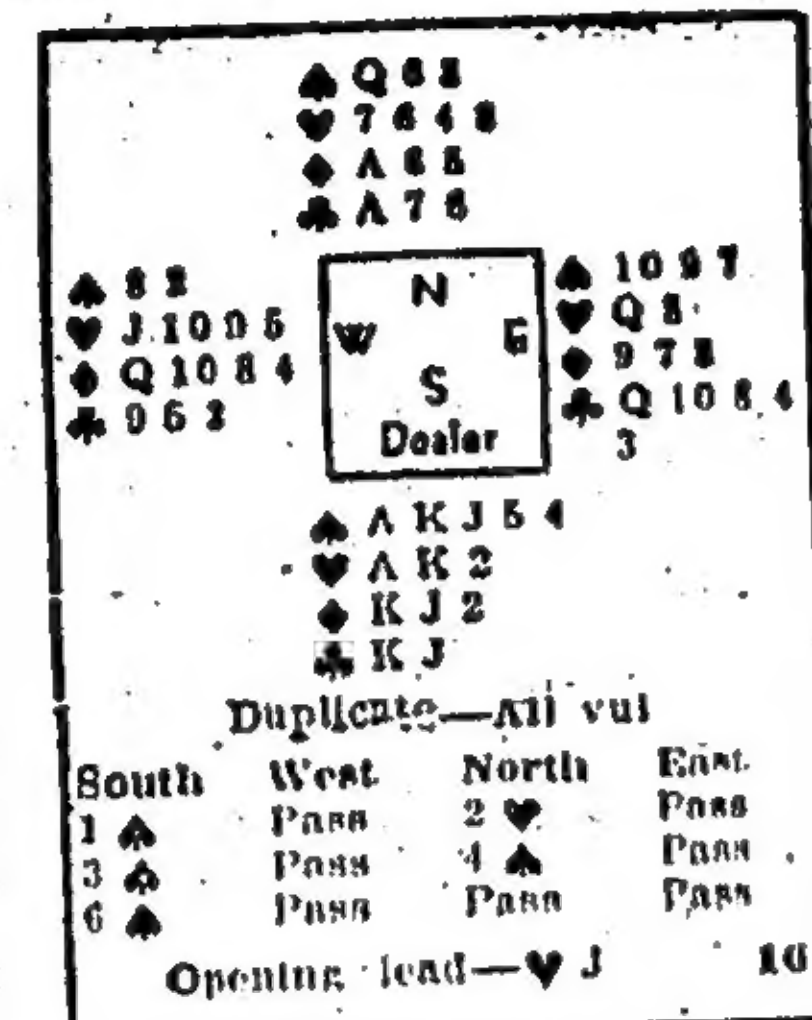 ♠ Q 6 3
♥ 7 6 4 3
♦ A 6 5
♣ A 7 5
♠ 8 2
♥ J 10 9 5
♦ Q 10 8 4
♣ 9 6 2
N
W E
S
Dealer
♠ 10 9 7
♥ Q 8
♦ 9 7 3
♣ Q 10 8 4
3
♠ A K J 5 4
♥ A K 2
♦ K J 2
♣ K J
Duplicate—All vul
South West North East
1 ♠ Pass 2 ♥ Pass
3 ♣ Pass 4 ♠ Pass
6 ♠ Pass Pass Pass
Opening lead—♥ J 16